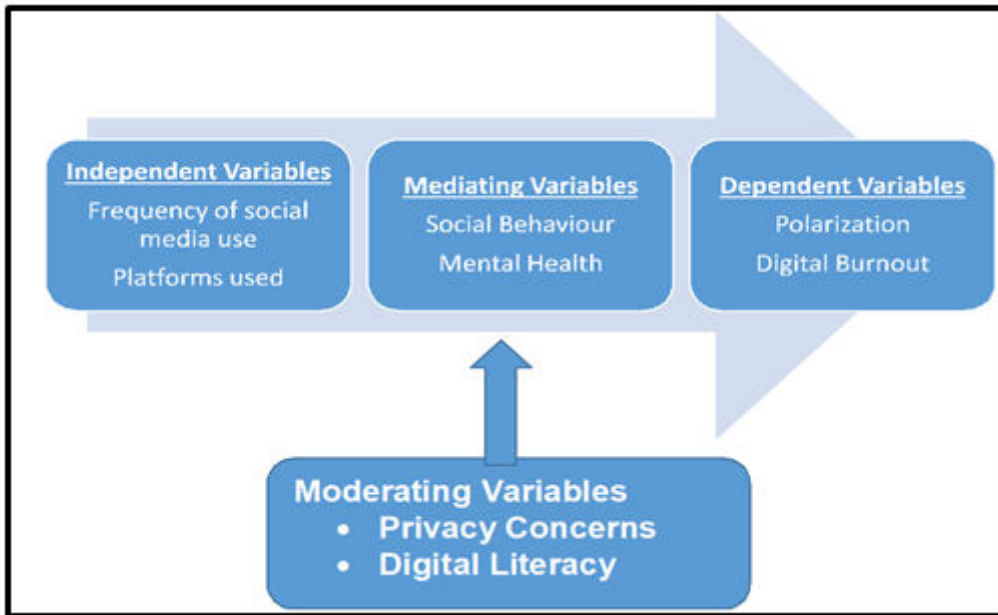 Independent Variables
Frequency of social
media use
Platforms used
Mediating Variables
Social Behaviour
Mental Health
Dependent Variables
Polarization
Digital Burnout
Moderating Variables
• Privacy Concerns
• Digital Literacy